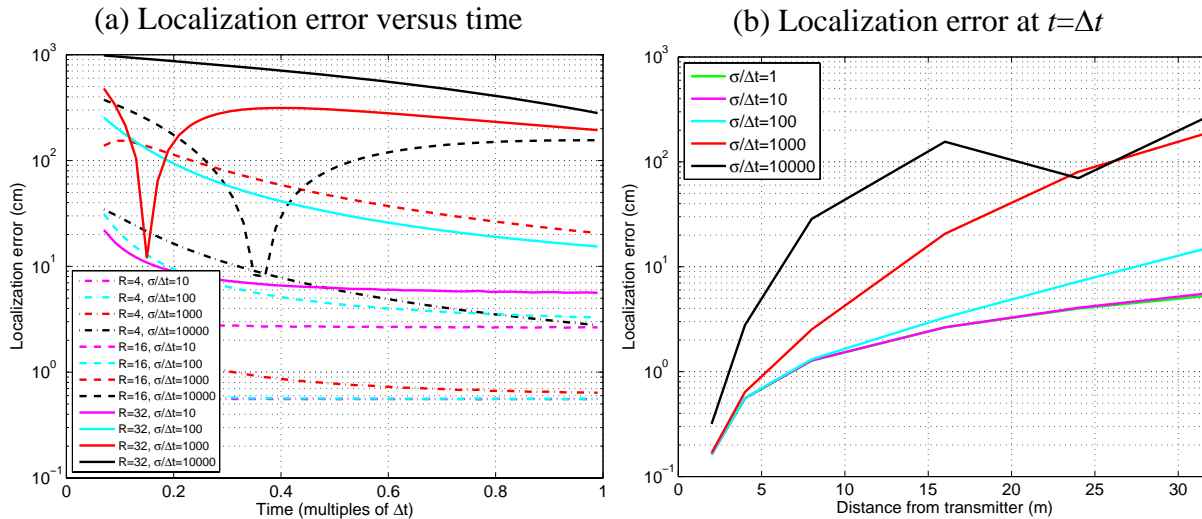 (a) Localization error versus time
10³
10²
10¹
10⁰
10⁻¹
Localization error (cm)
R=4, σ/Δt=10
R=4, σ/Δt=100
R=4, σ/Δt=1000
R=4, σ/Δt=10000
R=16, σ/Δt=10
R=16, σ/Δt=100
R=16, σ/Δt=1000
R=16, σ/Δt=10000
R=32, σ/Δt=10
R=32, σ/Δt=100
R=32, σ/Δt=1000
R=32, σ/Δt=10000
0 0.2 0.4 0.6 0.8 1
Time (multiples of Δt)
(b) Localization error at t=Δt
10³
10²
10¹
10⁰
10⁻¹
Localization error (cm)
σ/Δt=1
σ/Δt=10
σ/Δt=100
σ/Δt=1000
σ/Δt=10000
0 5 10 15 20 25 30
Distance from transmitter (m)